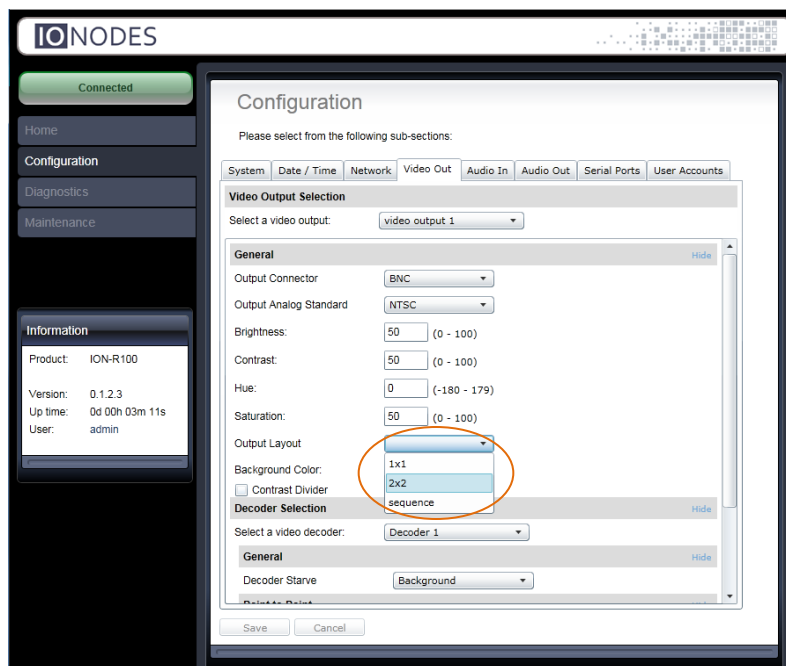 IONODES
Connected
Home
Configuration
Diagnostics
Maintenance
Information
Product: ION-R100
Version: 0.1.2.3
Up time: 0d 00h 03m 11s
User: admin
Configuration
Please select from the following sub-sections:
System Date / Time Network Video Out Audio In Audio Out Serial Ports User Accounts
Video Output Selection
Select a video output: video output 1
General Hide
Output Connector BNC
Output Analog Standard NTSC
Brightness: 50 (0 - 100)
Contrast: 50 (0 - 100)
Hue: 0 (-180 - 179)
Saturation: 50 (0 - 100)
Output Layout
1x1
Background Color:
2x2
Contrast Divider
sequence
Decoder Selection Hide
Select a video decoder: Decoder 1
General Hide
Decoder Starve Background
Save Cancel